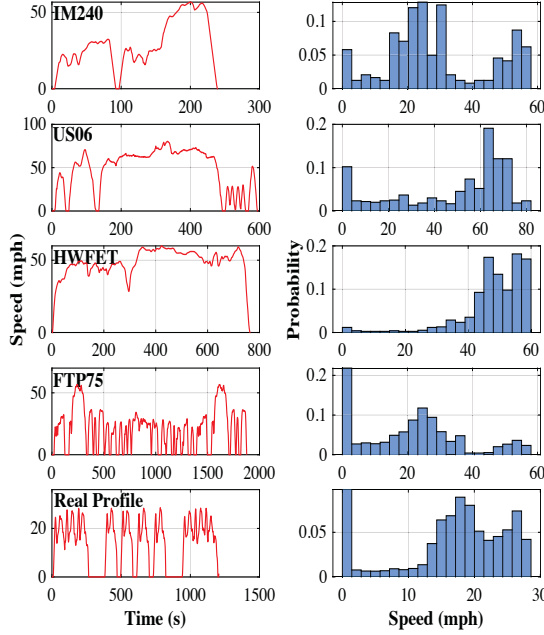 IM240
50
0
0 100 200 300
0.1
0.05
0
0 10 20 30 40 50
US06
100
50
0
0 200 400 600
0.2
0.1
0
0 20 40 60 80
HWFET
50
0
0 200 400 600 800
0.2
0.1
0
0 20 40 60
FTP75
50
0
0 500 1000 1500 2000
0.2
0.1
0
0 20 40 60
Real Profile
20
0
0 500 1000 1500
0.05
0
0 10 20 30
Speed (mph)
Probability
Time (s)
Speed (mph)